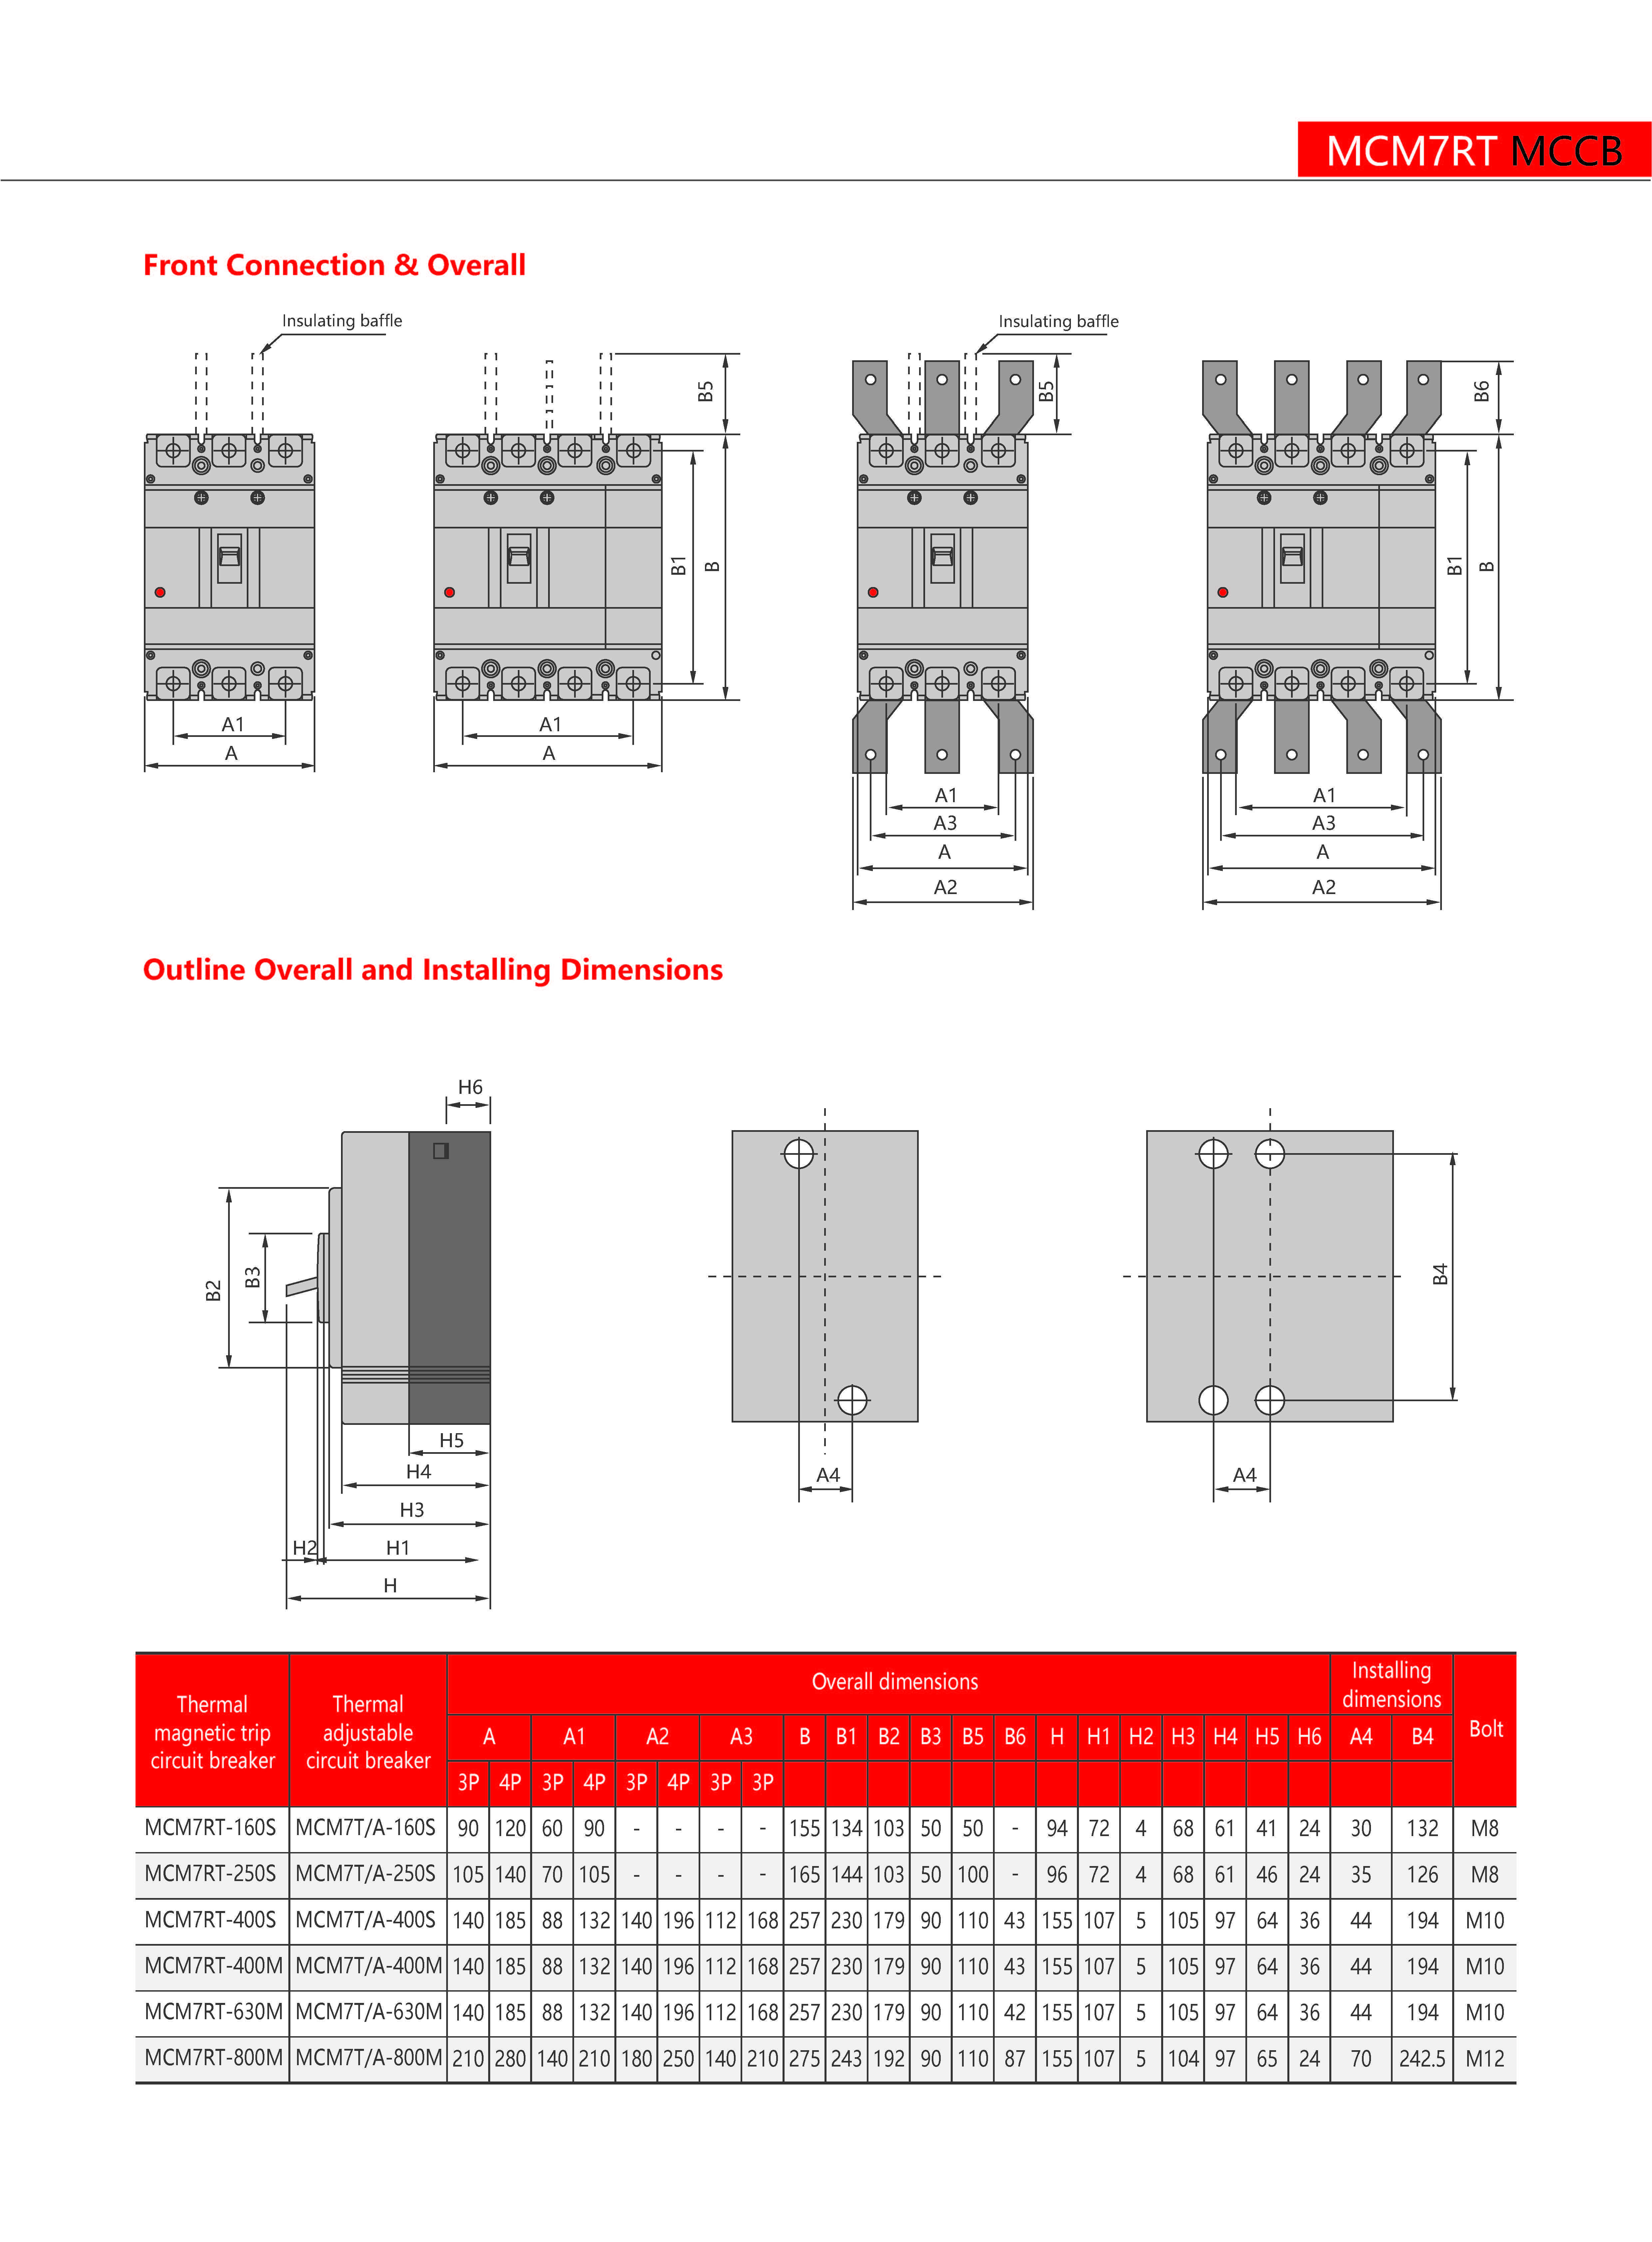 MCM7RT MCCB
Front Connection & Overall
Insulating baffle
Insulating baffle
B5
B5
B6
B1
B
B1
B
A1
A
A1
A
A1
A3
A
A2
A1
A3
A
A2
Outline Overall and Installing Dimensions
H6
B2
B3
B4
H5
H4
H3
H2
H1
H
A4
A4
Thermal magnetic trip circuit breaker
Thermal adjustable circuit breaker
Overall dimensions
Installing dimensions
Bolt
A A1 A2 A3 B B1 B2 B3 B5 B6 H H1 H2 H3 H4 H5 H6 A4 B4
3P 4P 3P 4P 3P 4P 3P 3P
MCM7RT-160S MCM7T/A-160S 90 120 60 90 - - - - 155 134 103 50 50 - 94 72 4 68 61 41 24 30 132 M8
MCM7RT-250S MCM7T/A-250S 105 140 70 105 - - - - 165 144 103 50 100 - 96 72 4 68 61 46 24 35 126 M8
MCM7RT-400S MCM7T/A-400S 140 185 88 132 140 196 112 168 257 230 179 90 110 43 155 107 5 105 97 64 36 44 194 M10
MCM7RT-400M MCM7T/A-400M 140 185 88 132 140 196 112 168 257 230 179 90 110 43 155 107 5 105 97 64 36 44 194 M10
MCM7RT-630M MCM7T/A-630M 140 185 88 132 140 196 112 168 257 230 179 90 110 42 155 107 5 105 97 64 36 44 194 M10
MCM7RT-800M MCM7T/A-800M 210 280 140 210 180 250 140 210 275 243 192 90 110 87 155 107 5 104 97 65 24 70 242.5 M12